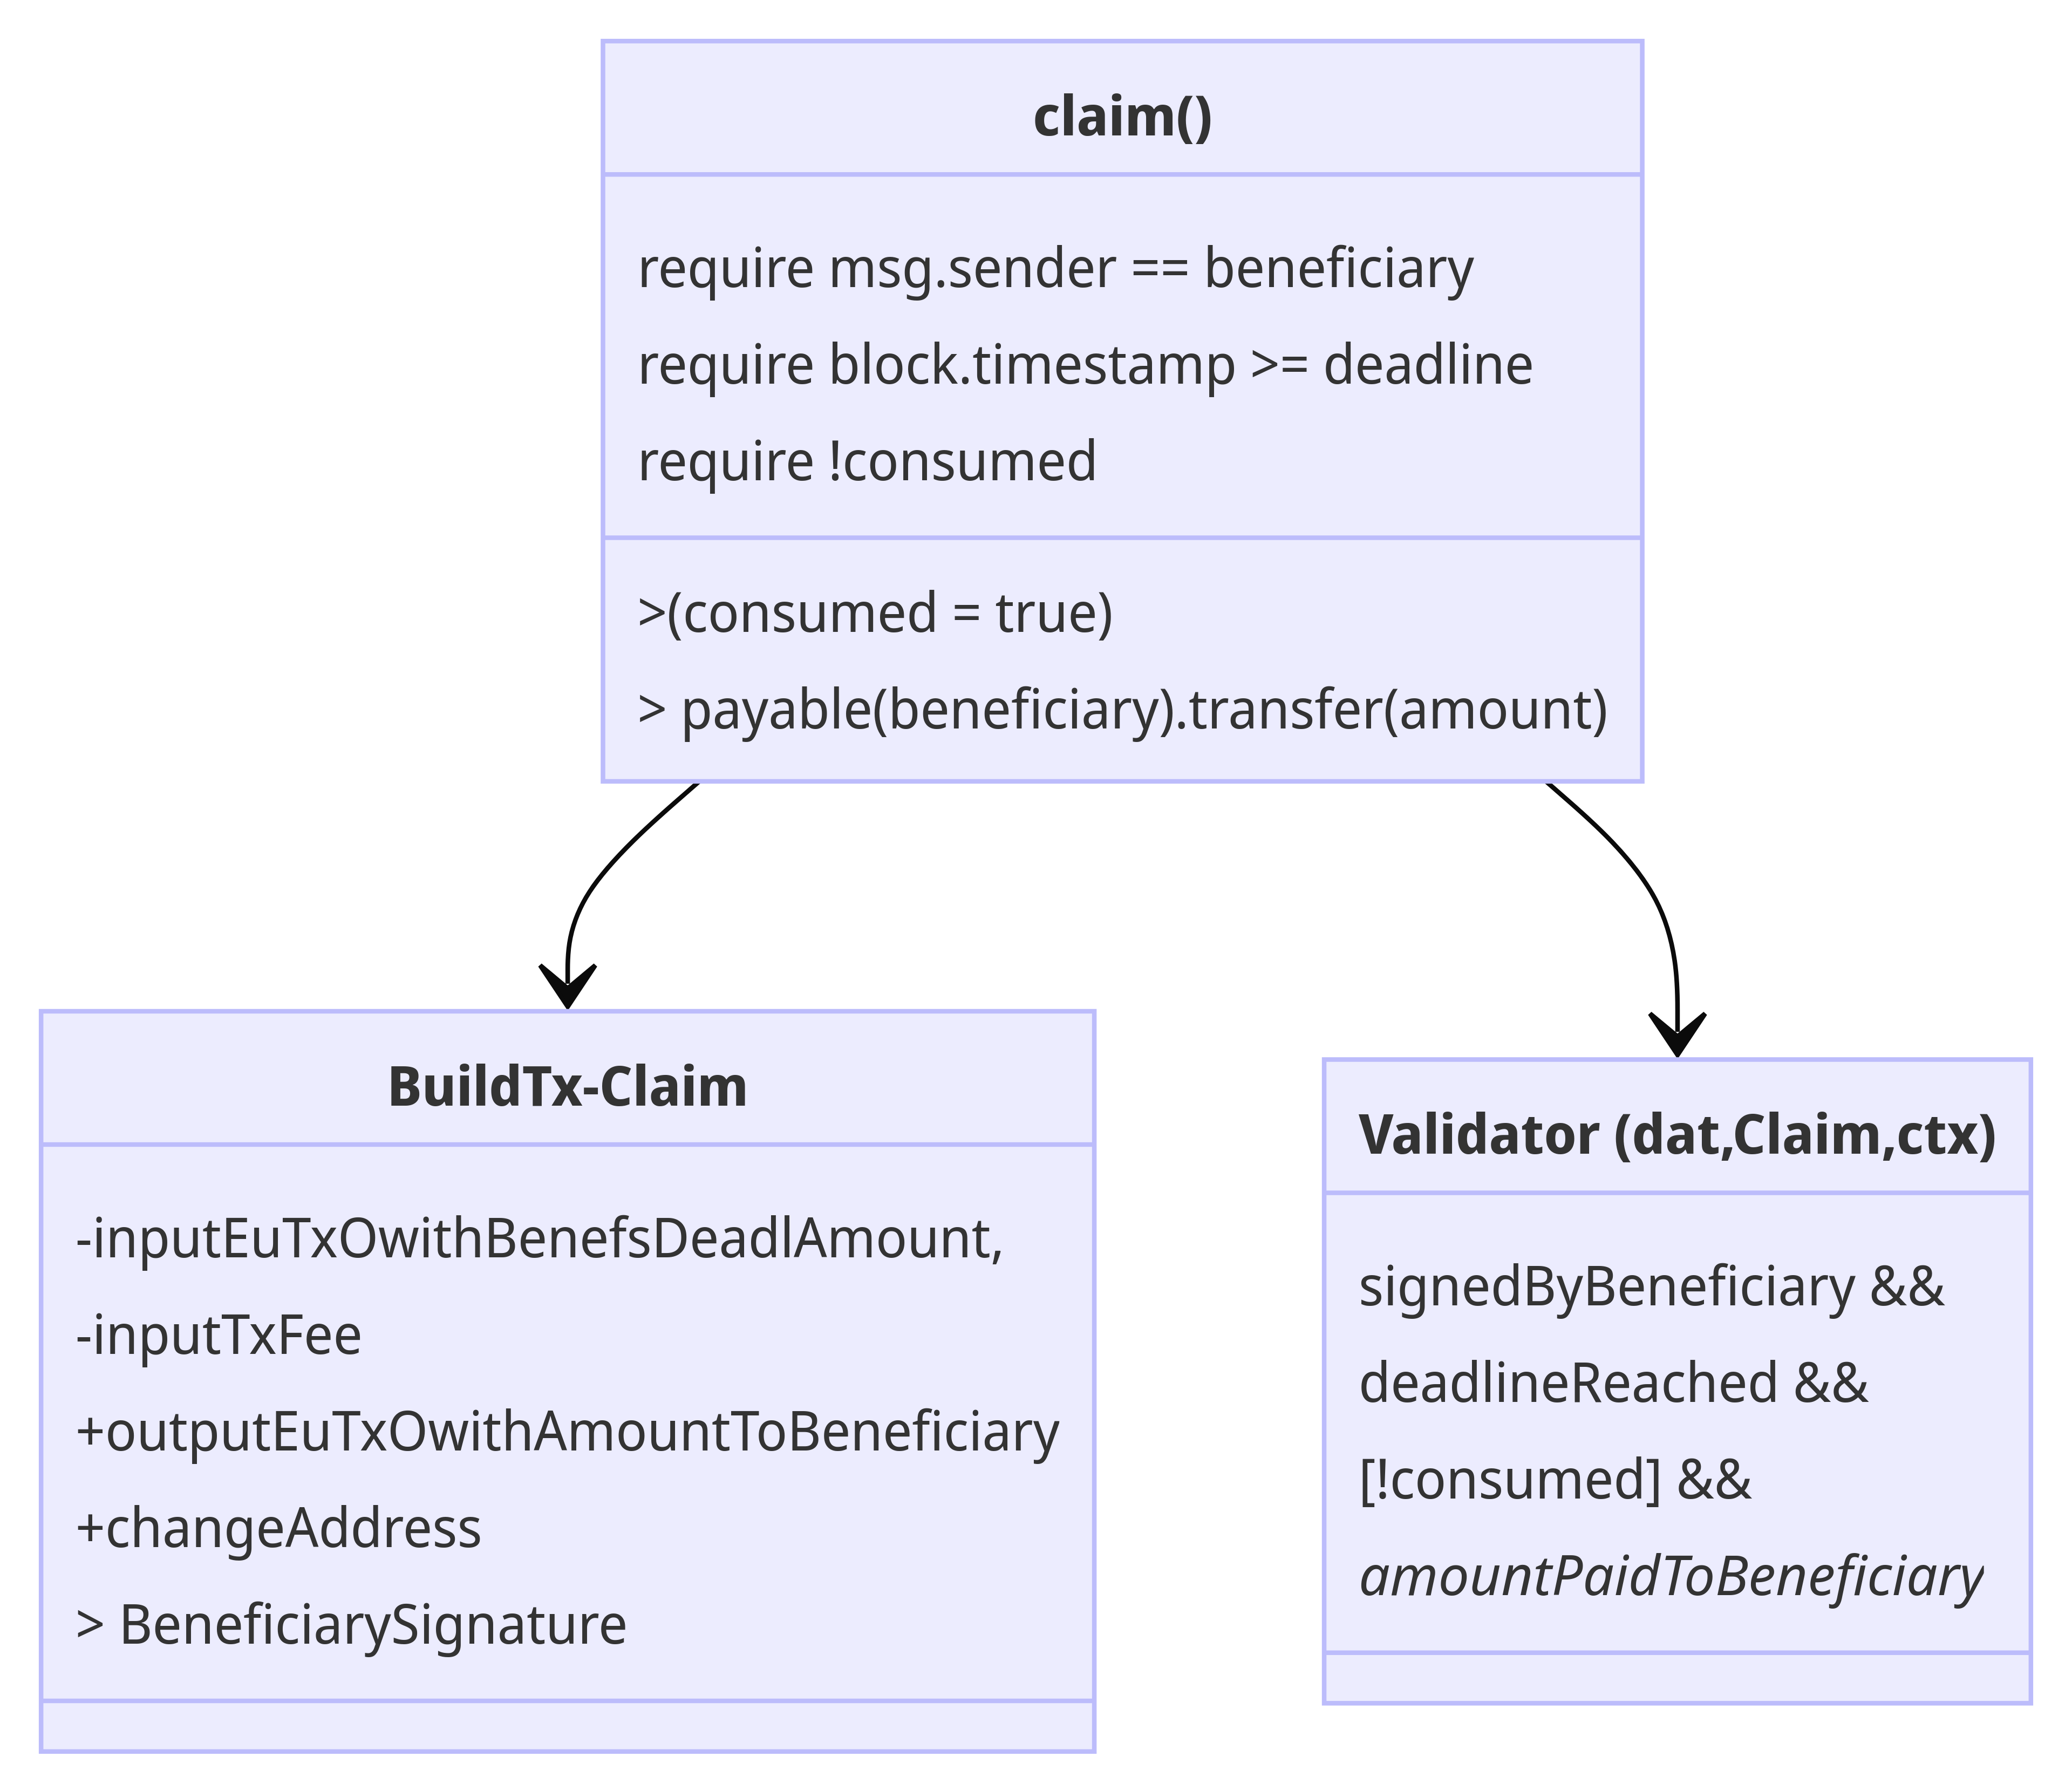 claim()
require msg.sender == beneficiary
require block.timestamp >= deadline
require !consumed
>(consumed = true)
> payable(beneficiary).transfer(amount)
BuildTx-Claim
-inputEuTxOwithBenefsDeadlAmount,
-inputTxFee
+outputEuTxOwithAmountToBeneficiary
+changeAddress
> BeneficiarySignature
Validator (dat,Claim,ctx)
signedByBeneficiary &&
deadlineReached &&
[!consumed] &&
amountPaidToBeneficiary